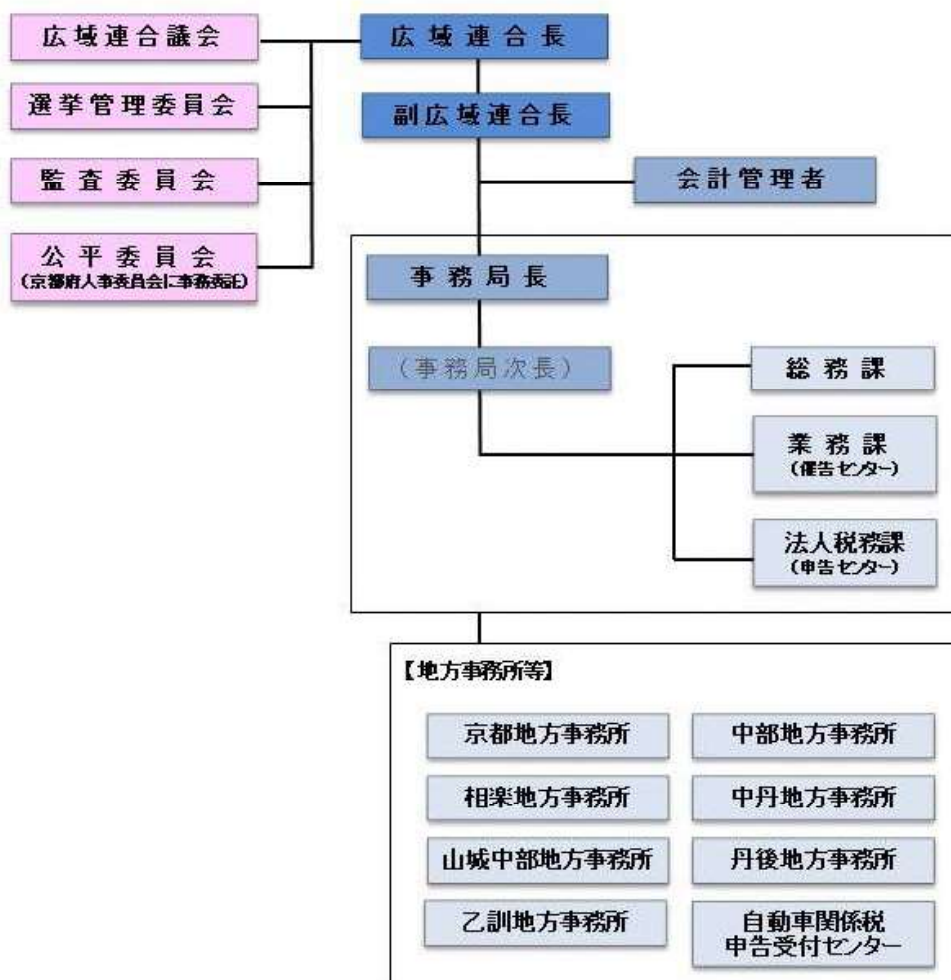 広域連合議会
広域連合長
選挙管理委員会
副広域連合長
監査委員会
会計管理者
公平委員会
(京都府人事委員会に事務委託)
事務局長
(事務局次長)
総務課
業務課
(催告センター)
法人税務課
(申告センター)
【地方事務所等】
京都地方事務所
中部地方事務所
相楽地方事務所
中丹地方事務所
山城中部地方事務所
丹後地方事務所
乙訓地方事務所
自動車関係税
申告受付センター